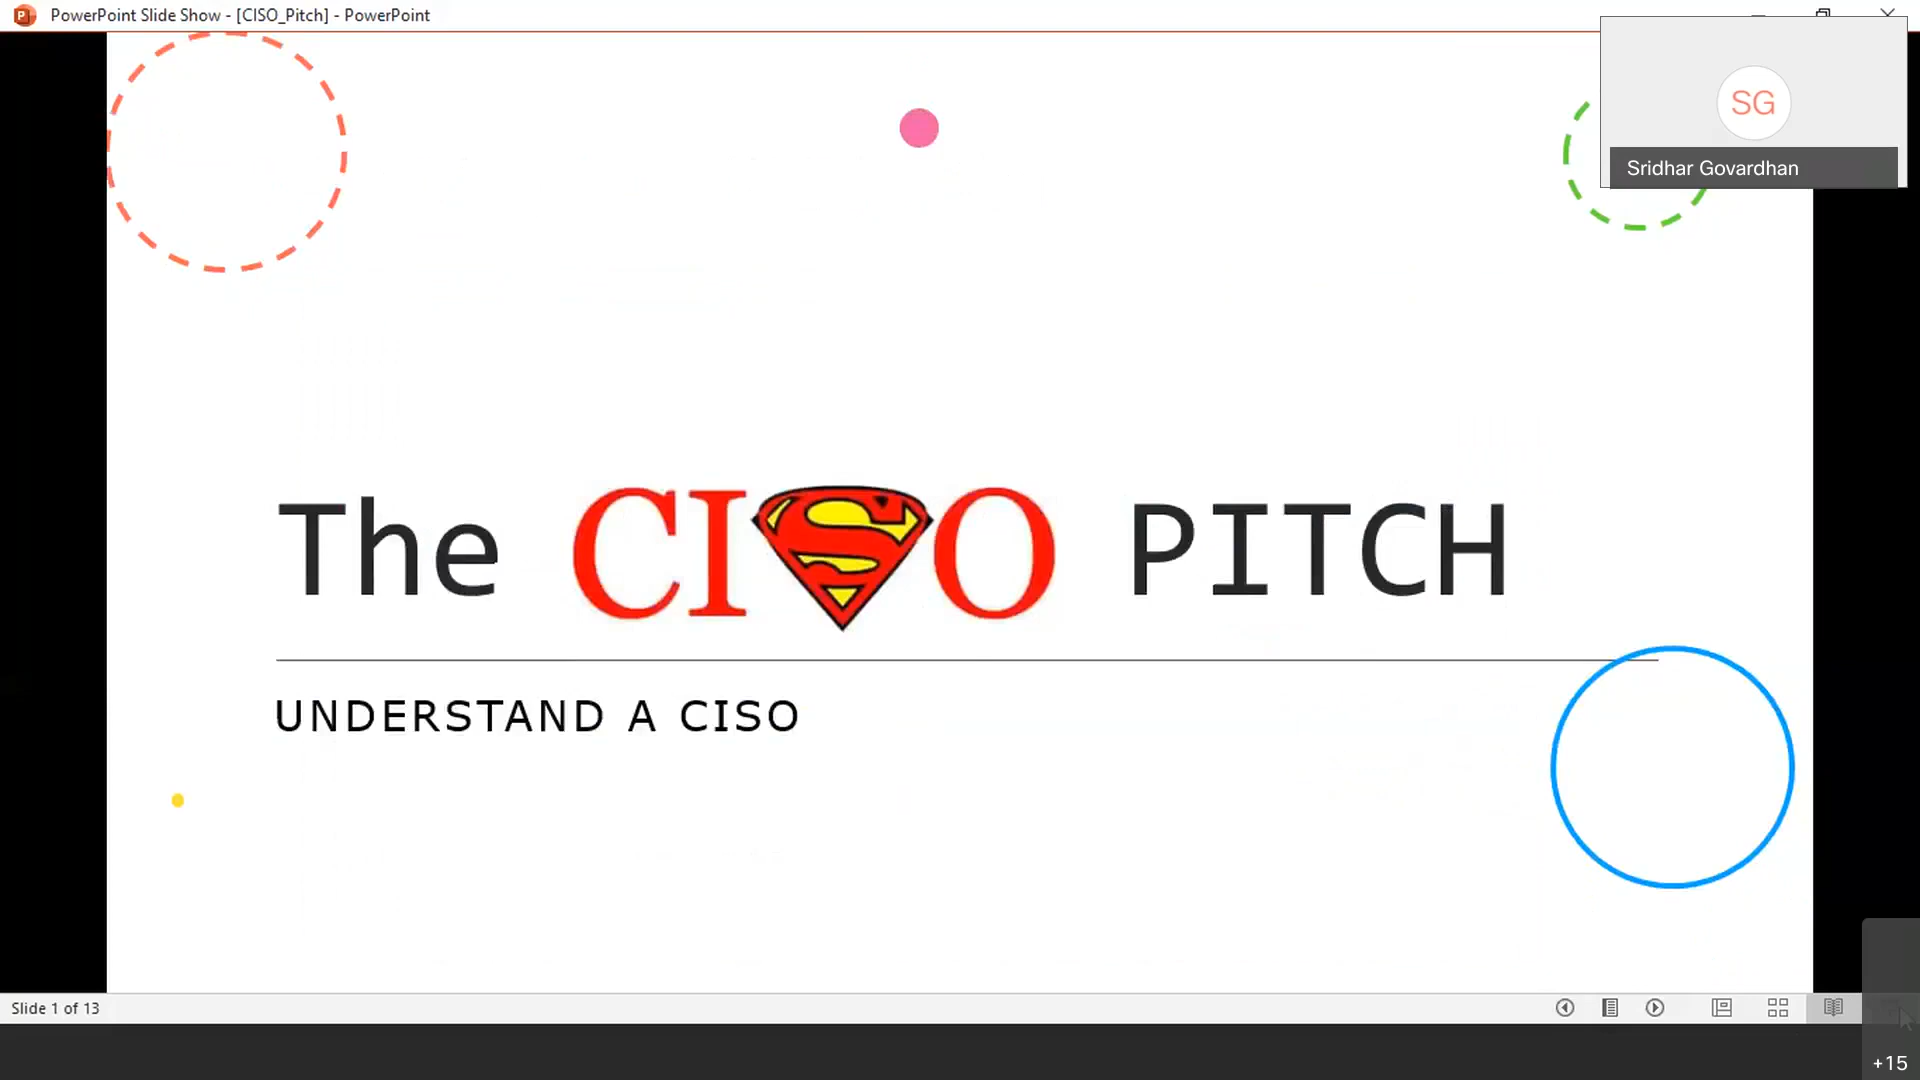 PowerPoint Slide Show - [CISO_Pitch] - PowerPoint
SG
Sridhar Govardhan
The CISO PITCH
UNDERSTAND A CISO
Slide 1 of 13
+15